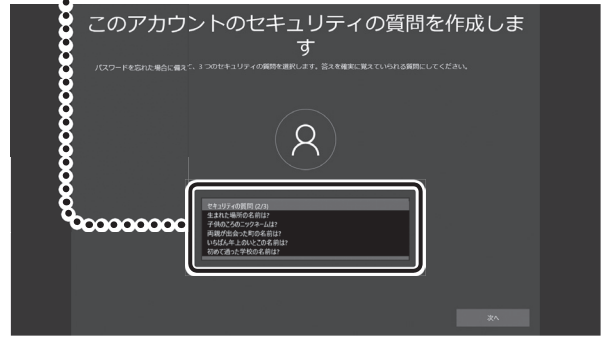 このアカウントのセキュリティの質問を作成しま
す
パスワードを忘れた場合に備えて、3 つのセキュリティの質問を選択します。答えを確実に覚えていられる質問にしてください。
セキュリティの質問 (2/3)
生まれた場所の名前は?
子供のころのニックネームは?
両親が出会った町の名前は?
いちばん年上のいとこの名前は?
初めて通った学校の名前は?
次へ